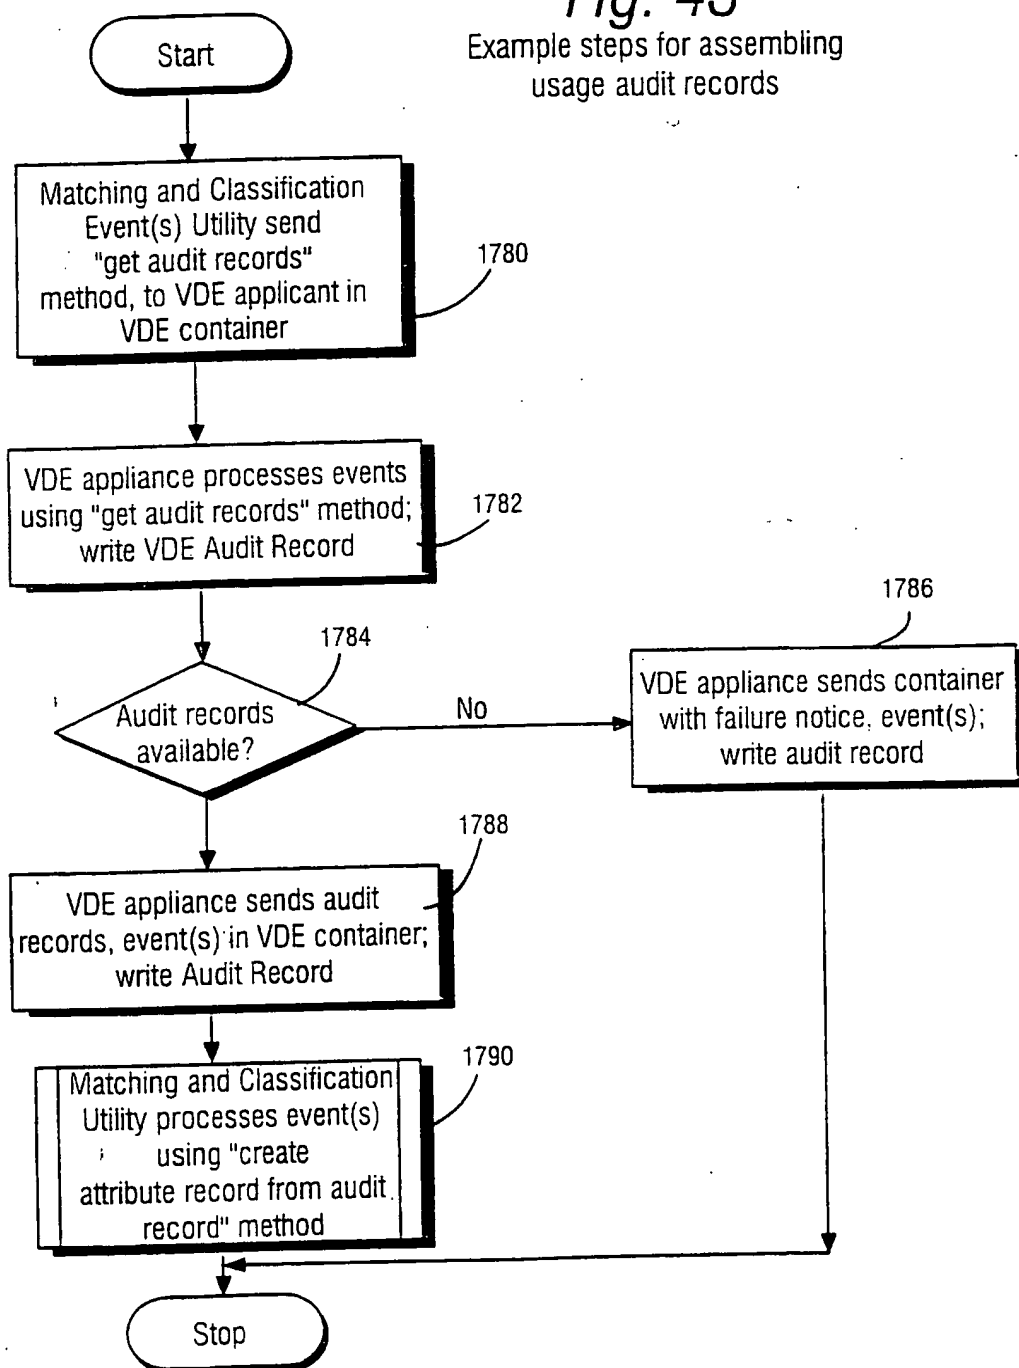 Start
Example steps for assembling
usage audit records
Matching and Classification
Event(s) Utility send
"get audit records"
method, to VDE applicant in
VDE container
1780
VDE appliance processes events
using "get audit records" method;
write VDE Audit Record
1782
1784
Audit records
available?
No
1786
VDE appliance sends container
with failure notice, event(s);
write audit record
1788
VDE appliance sends audit
records, event(s) in VDE container;
write Audit Record
1790
Matching and Classification
Utility processes event(s)
using "create
attribute record from audit
record" method
Stop